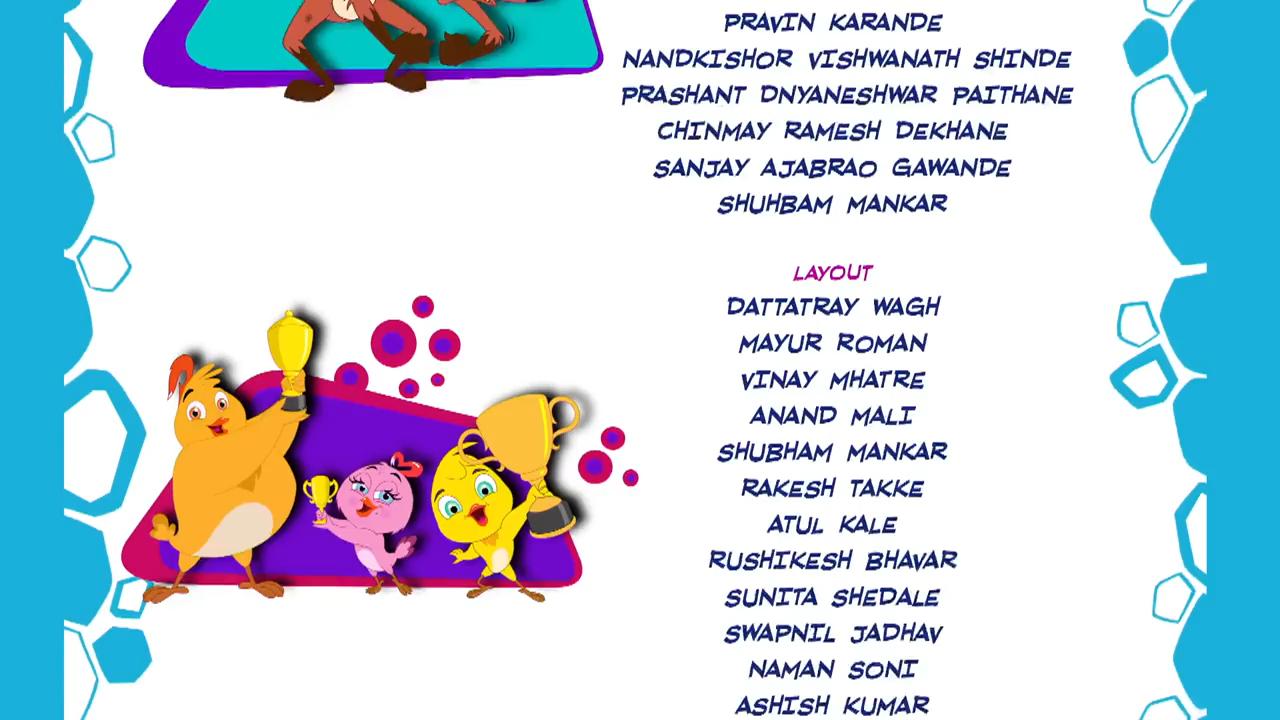 PRAVIN KARANDE
NANDKISHOR VISHWANATH SHINDE
PRASHANT DNYANESHWAR PAITHANE
CHINMAY RAMESH DEKHANE
SANJAY AJABRAO GAWANDE
SHUHBAM MANKAR
LAYOUT
DATTATRAY WAGH
MAYUR ROMAN
VINAY MHATRE
ANAND MALI
SHUBHAM MANKAR
RAKESH TAKKE
ATUL KALE
RUSHIKESH BHAVAR
SUNITA SHEDALE
SWAPNIL JADHAV
NAMAN SONI
ASHISH KUMAR